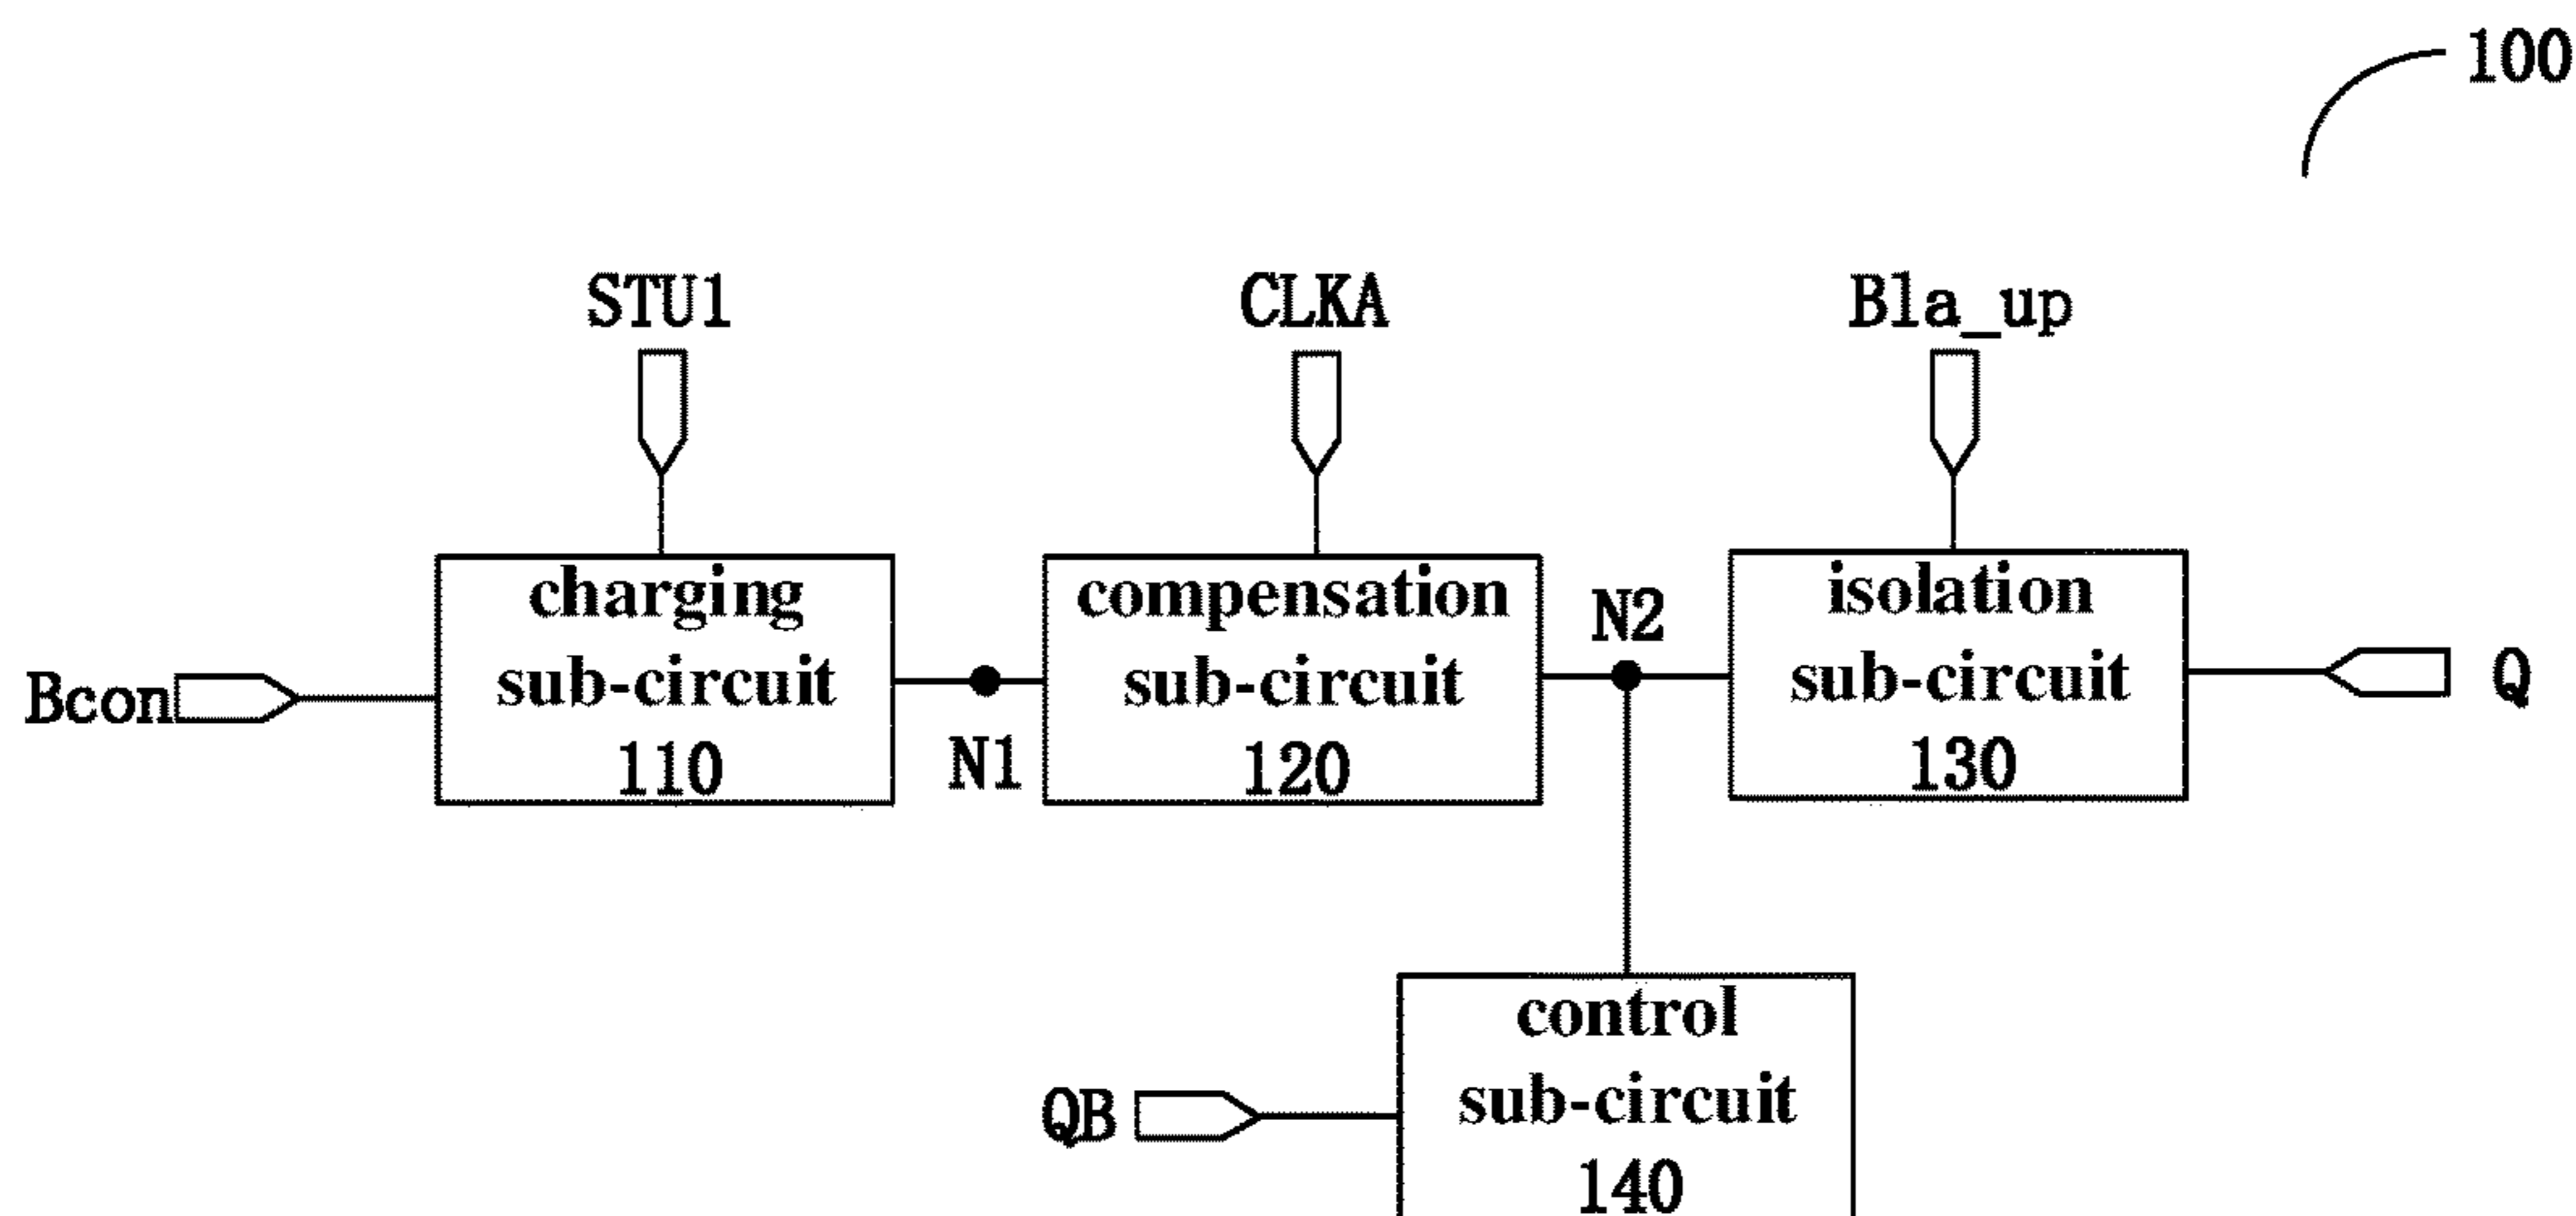 100
STU1
CLKA
Bla_up
charging
sub-circuit
110
compensation
sub-circuit
120
isolation
sub-circuit
130
Bcon
N1
N2
Q
control
sub-circuit
140
QB